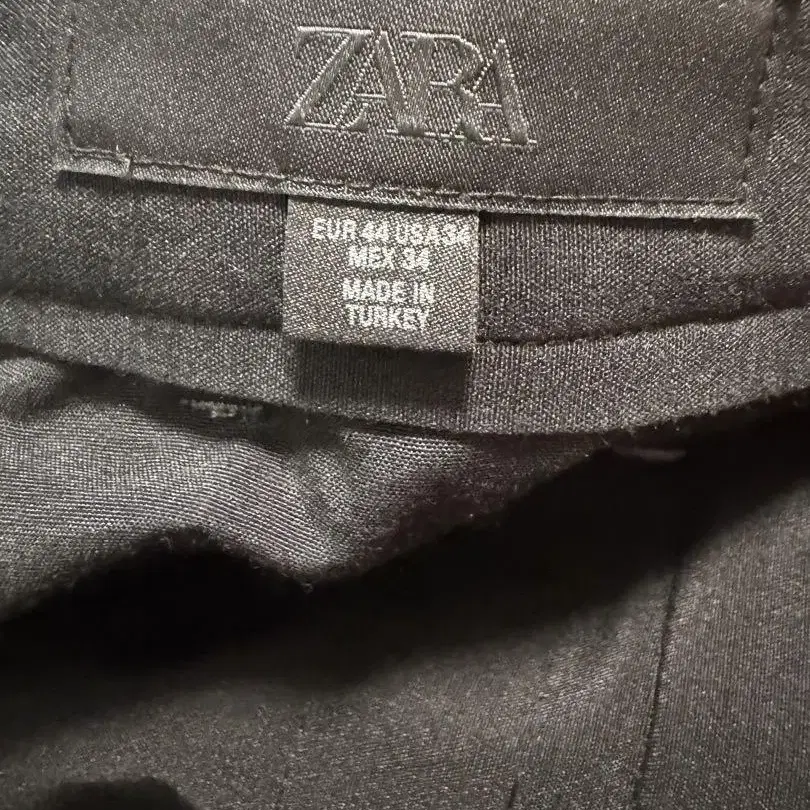 ZARA
EUR 44 USA 34
MEX 34
MADE IN
TURKEY